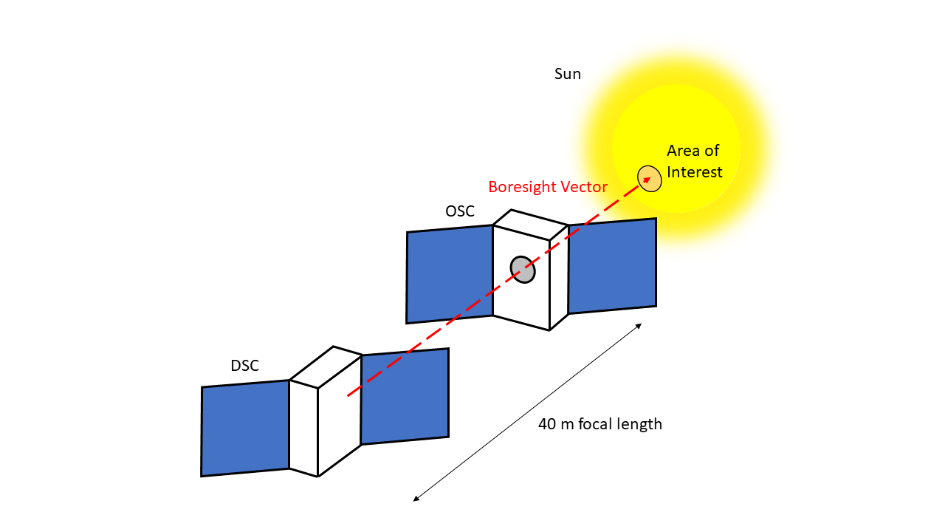 Sun
Area of
Interest
Boresight Vector
OSC
DSC
40 m focal length